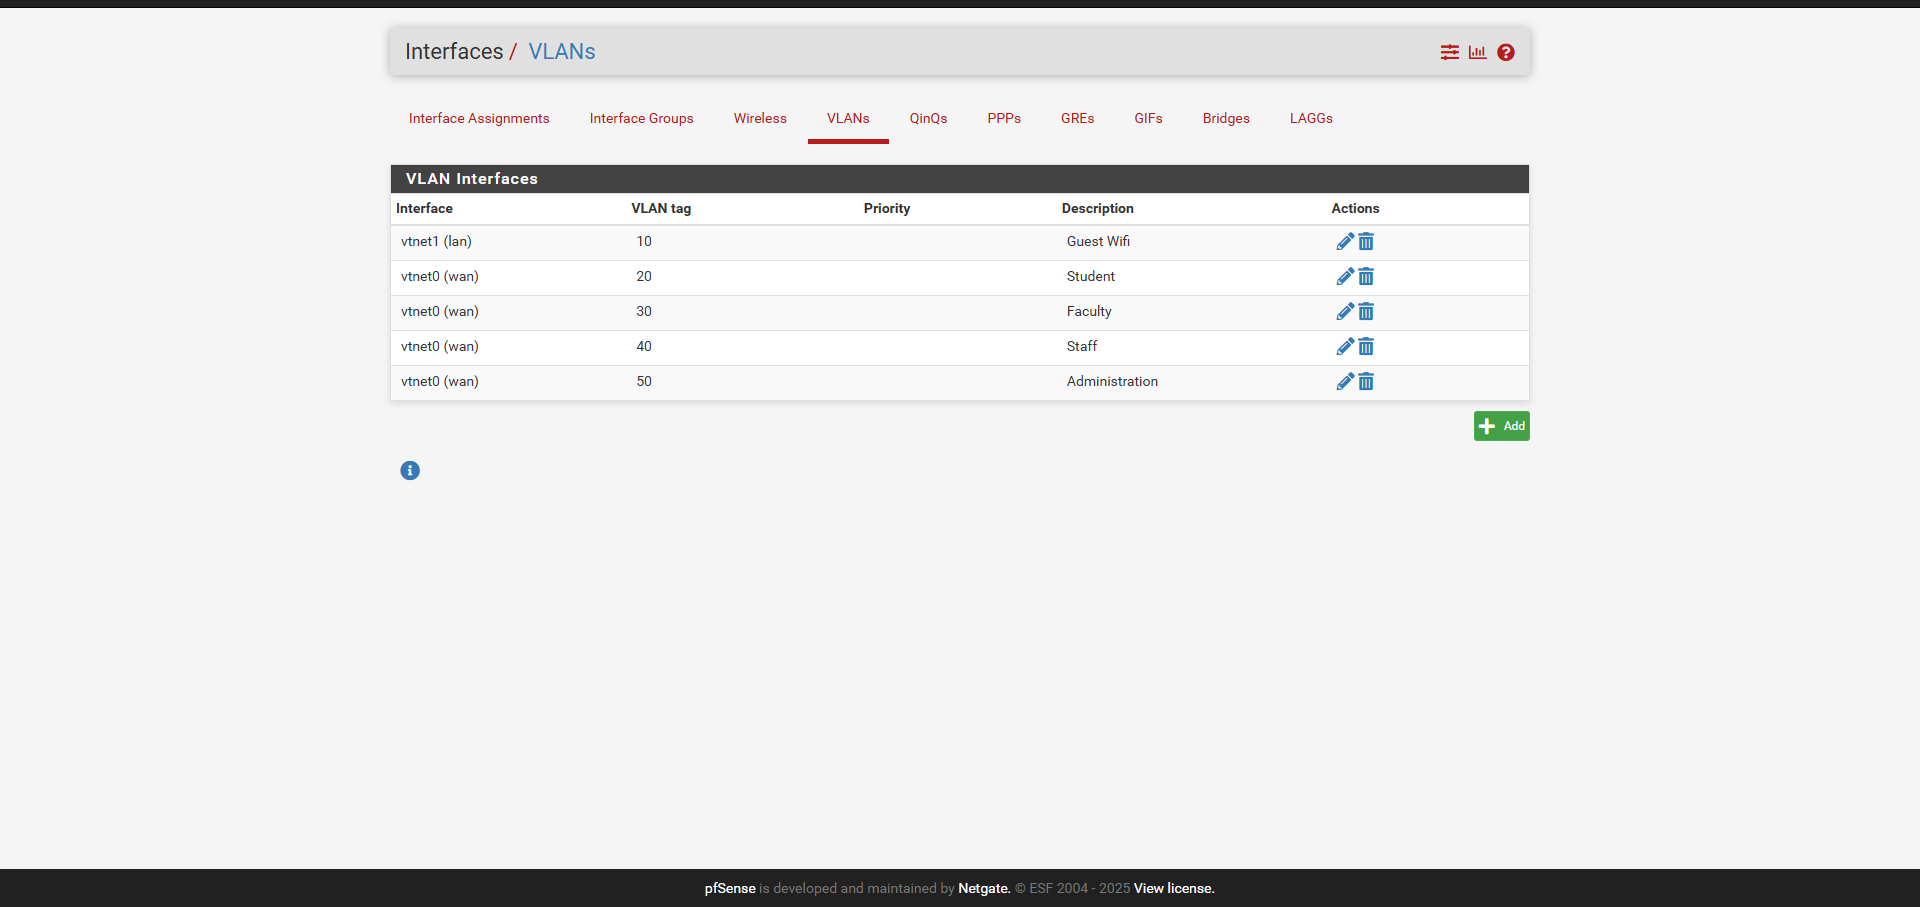 Interfaces / VLANs
Interface Assignments Interface Groups Wireless VLANs QinQs PPPs GREs GIFs Bridges LAGGs
VLAN Interfaces
Interface VLAN tag Priority Description Actions
vtnet1 (lan) 10 Guest Wifi
vtnet0 (wan) 20 Student
vtnet0 (wan) 30 Faculty
vtnet0 (wan) 40 Staff
vtnet0 (wan) 50 Administration
Add
pfSense is developed and maintained by Netgate. © ESF 2004 - 2025 View license.